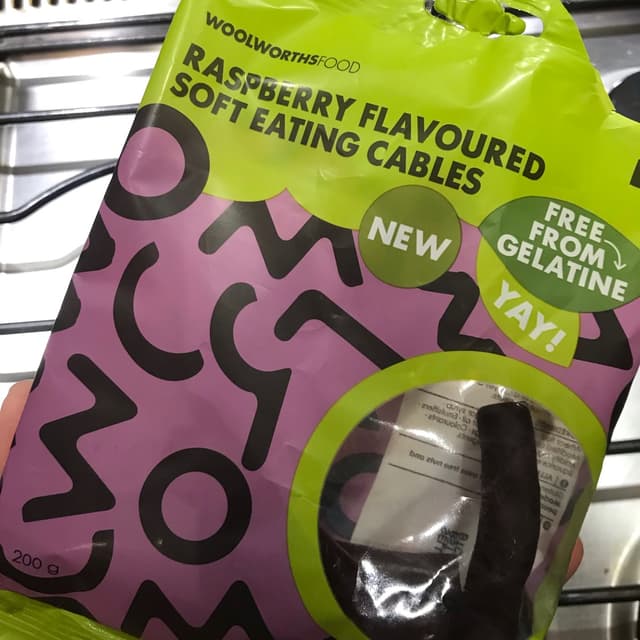 WOOLWORTHSFOOD
RASPBERRY FLAVOURED
SOFT EATING CABLES
NEW
FREE
FROM
GELATINE
YAY!
200 g